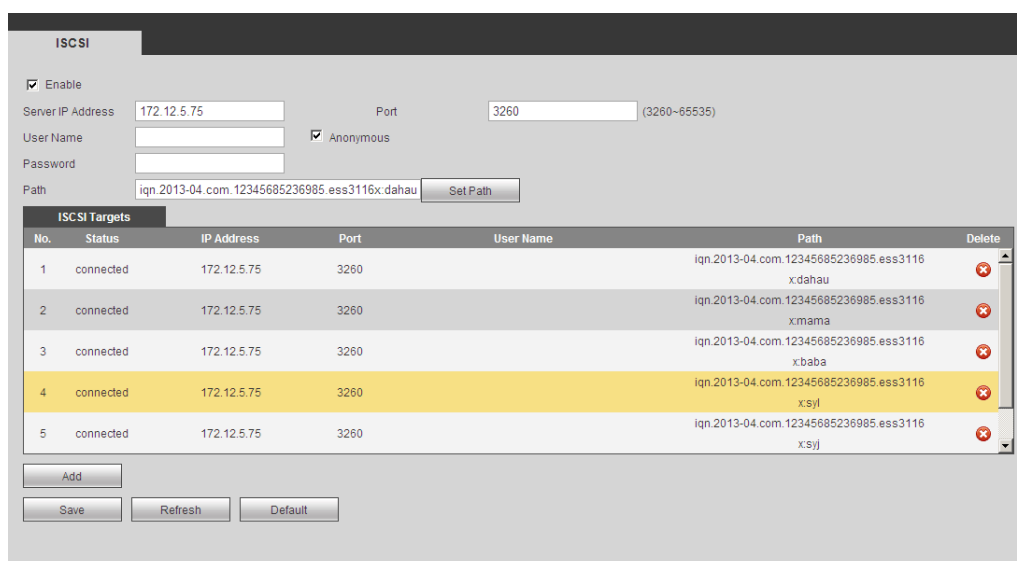 ISCSI
Enable
Server IP Address 172.12.5.75 Port 3260 (3260~65535)
User Name Anonymous
Password
Path iqn.2013-04.com.12345685236985.ess3116x:dahau Set Path
ISCSI Targets
No. Status IP Address Port User Name Path Delete
1 connected 172.12.5.75 3260 iqn.2013-04.com.12345685236985.ess3116
x:dahau
2 connected 172.12.5.75 3260 iqn.2013-04.com.12345685236985.ess3116
x:mama
3 connected 172.12.5.75 3260 iqn.2013-04.com.12345685236985.ess3116
x:baba
4 connected 172.12.5.75 3260 iqn.2013-04.com.12345685236985.ess3116
x:syl
5 connected 172.12.5.75 3260 iqn.2013-04.com.12345685236985.ess3116
x:syj
Add
Save Refresh Default